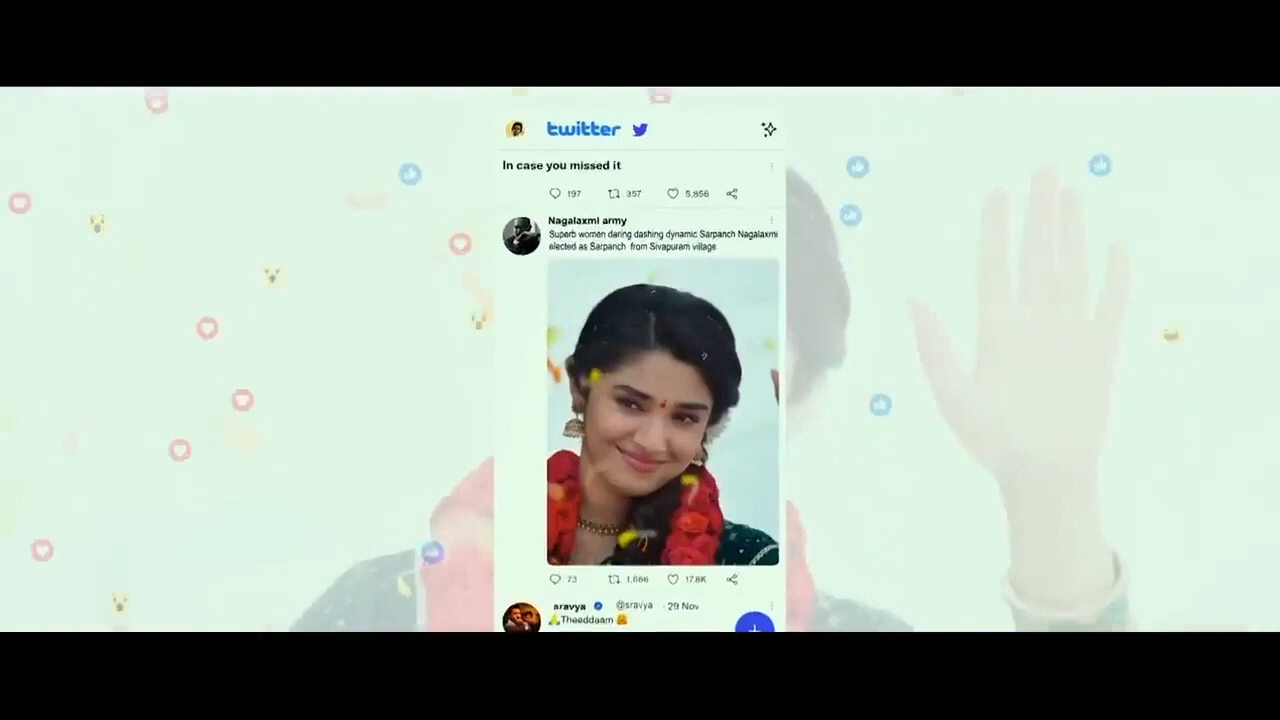 twitter
In case you missed it
197 357 5,856
Nagalaxmi army
Superb women daring dashing dynamic Sarpanch Nagalaxmi
elected as Sarpanch from Sivapuram village.
73 1,686 17.8K
sravya @sravya · 29 Nov
🙏Theeddaam 🤗